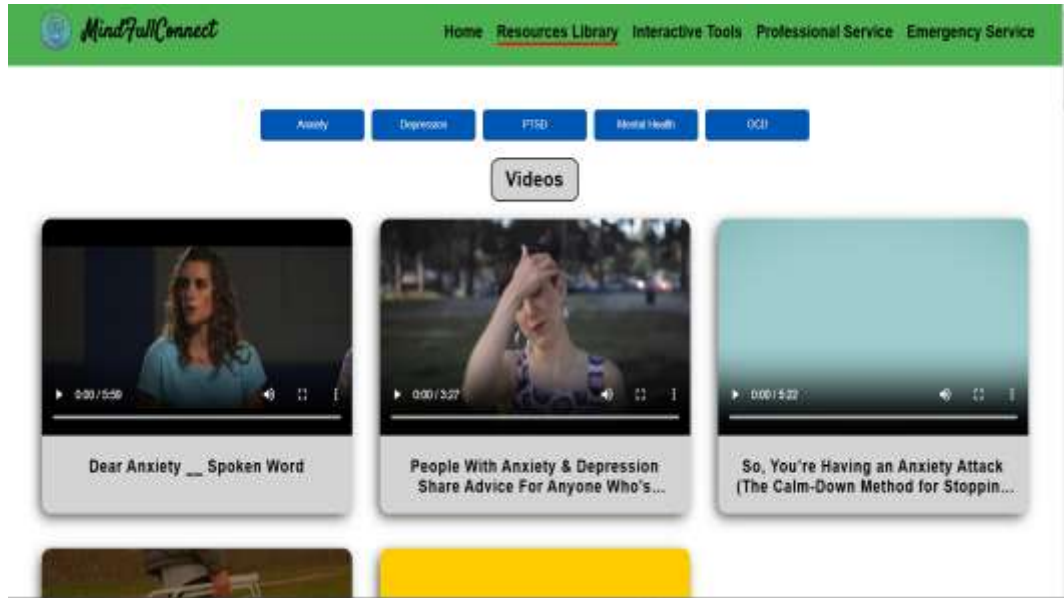 MindFullConnect
Home Resources Library Interactive Tools Professional Service Emergency Service
Anxiety Depression PTSD Mental Health OCD
Videos
0:00 / 5:59
0:00 / 3:27
0:00 / 5:22
Dear Anxiety __ Spoken Word
People With Anxiety & Depression
Share Advice For Anyone Who's...
So, You're Having an Anxiety Attack
(The Calm-Down Method for Stoppin...